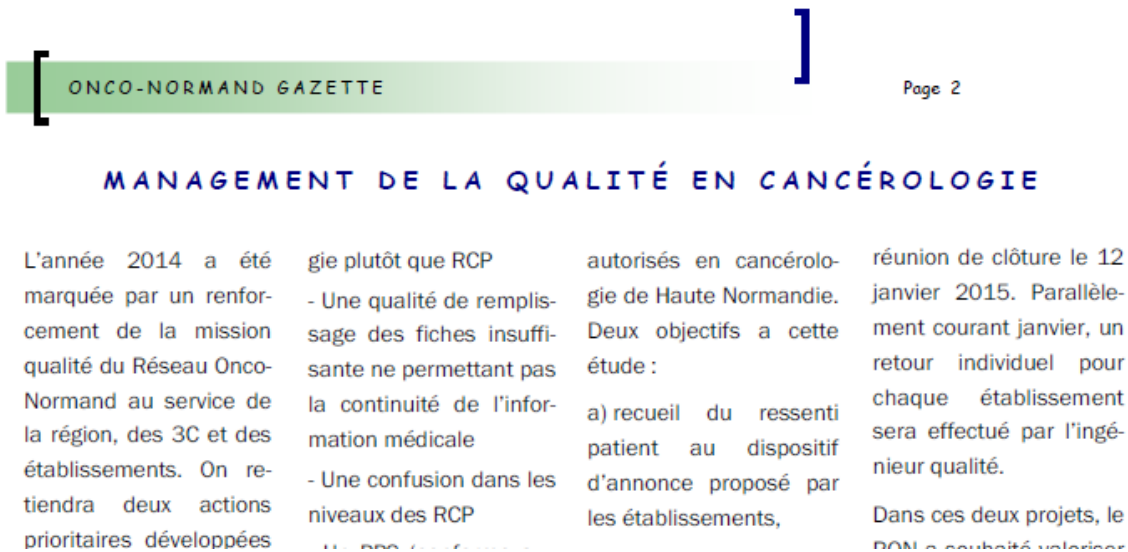 ONCO-NORMAND GAZETTE
Page 2
MANAGEMENT DE LA QUALITÉ EN CANCÉROLOGIE
L'année 2014 a été
marquée par un renfor-
cement de la mission
qualité du Réseau Onco-
Normand au service de
la région, des 3C et des
établissements. On re-
tiendra deux actions
prioritaires développées
gie plutôt que RCP
- Une qualité de remplis-
sage des fiches insuffi-
sante ne permettant pas
la continuité de l'infor-
mation médicale
- Une confusion dans les
niveaux des RCP
autorisés en cancérolo-
gie de Haute Normandie.
Deux objectifs a cette
étude :
a) recueil du ressenti
patient au dispositif
d'annonce proposé par
les établissements,
réunion de clôture le 12
janvier 2015. Parallèle-
ment courant janvier, un
retour individuel pour
chaque établissement
sera effectué par l'ingé-
nieur qualité.
Dans ces deux projets, le
RON a souhaité valoriser